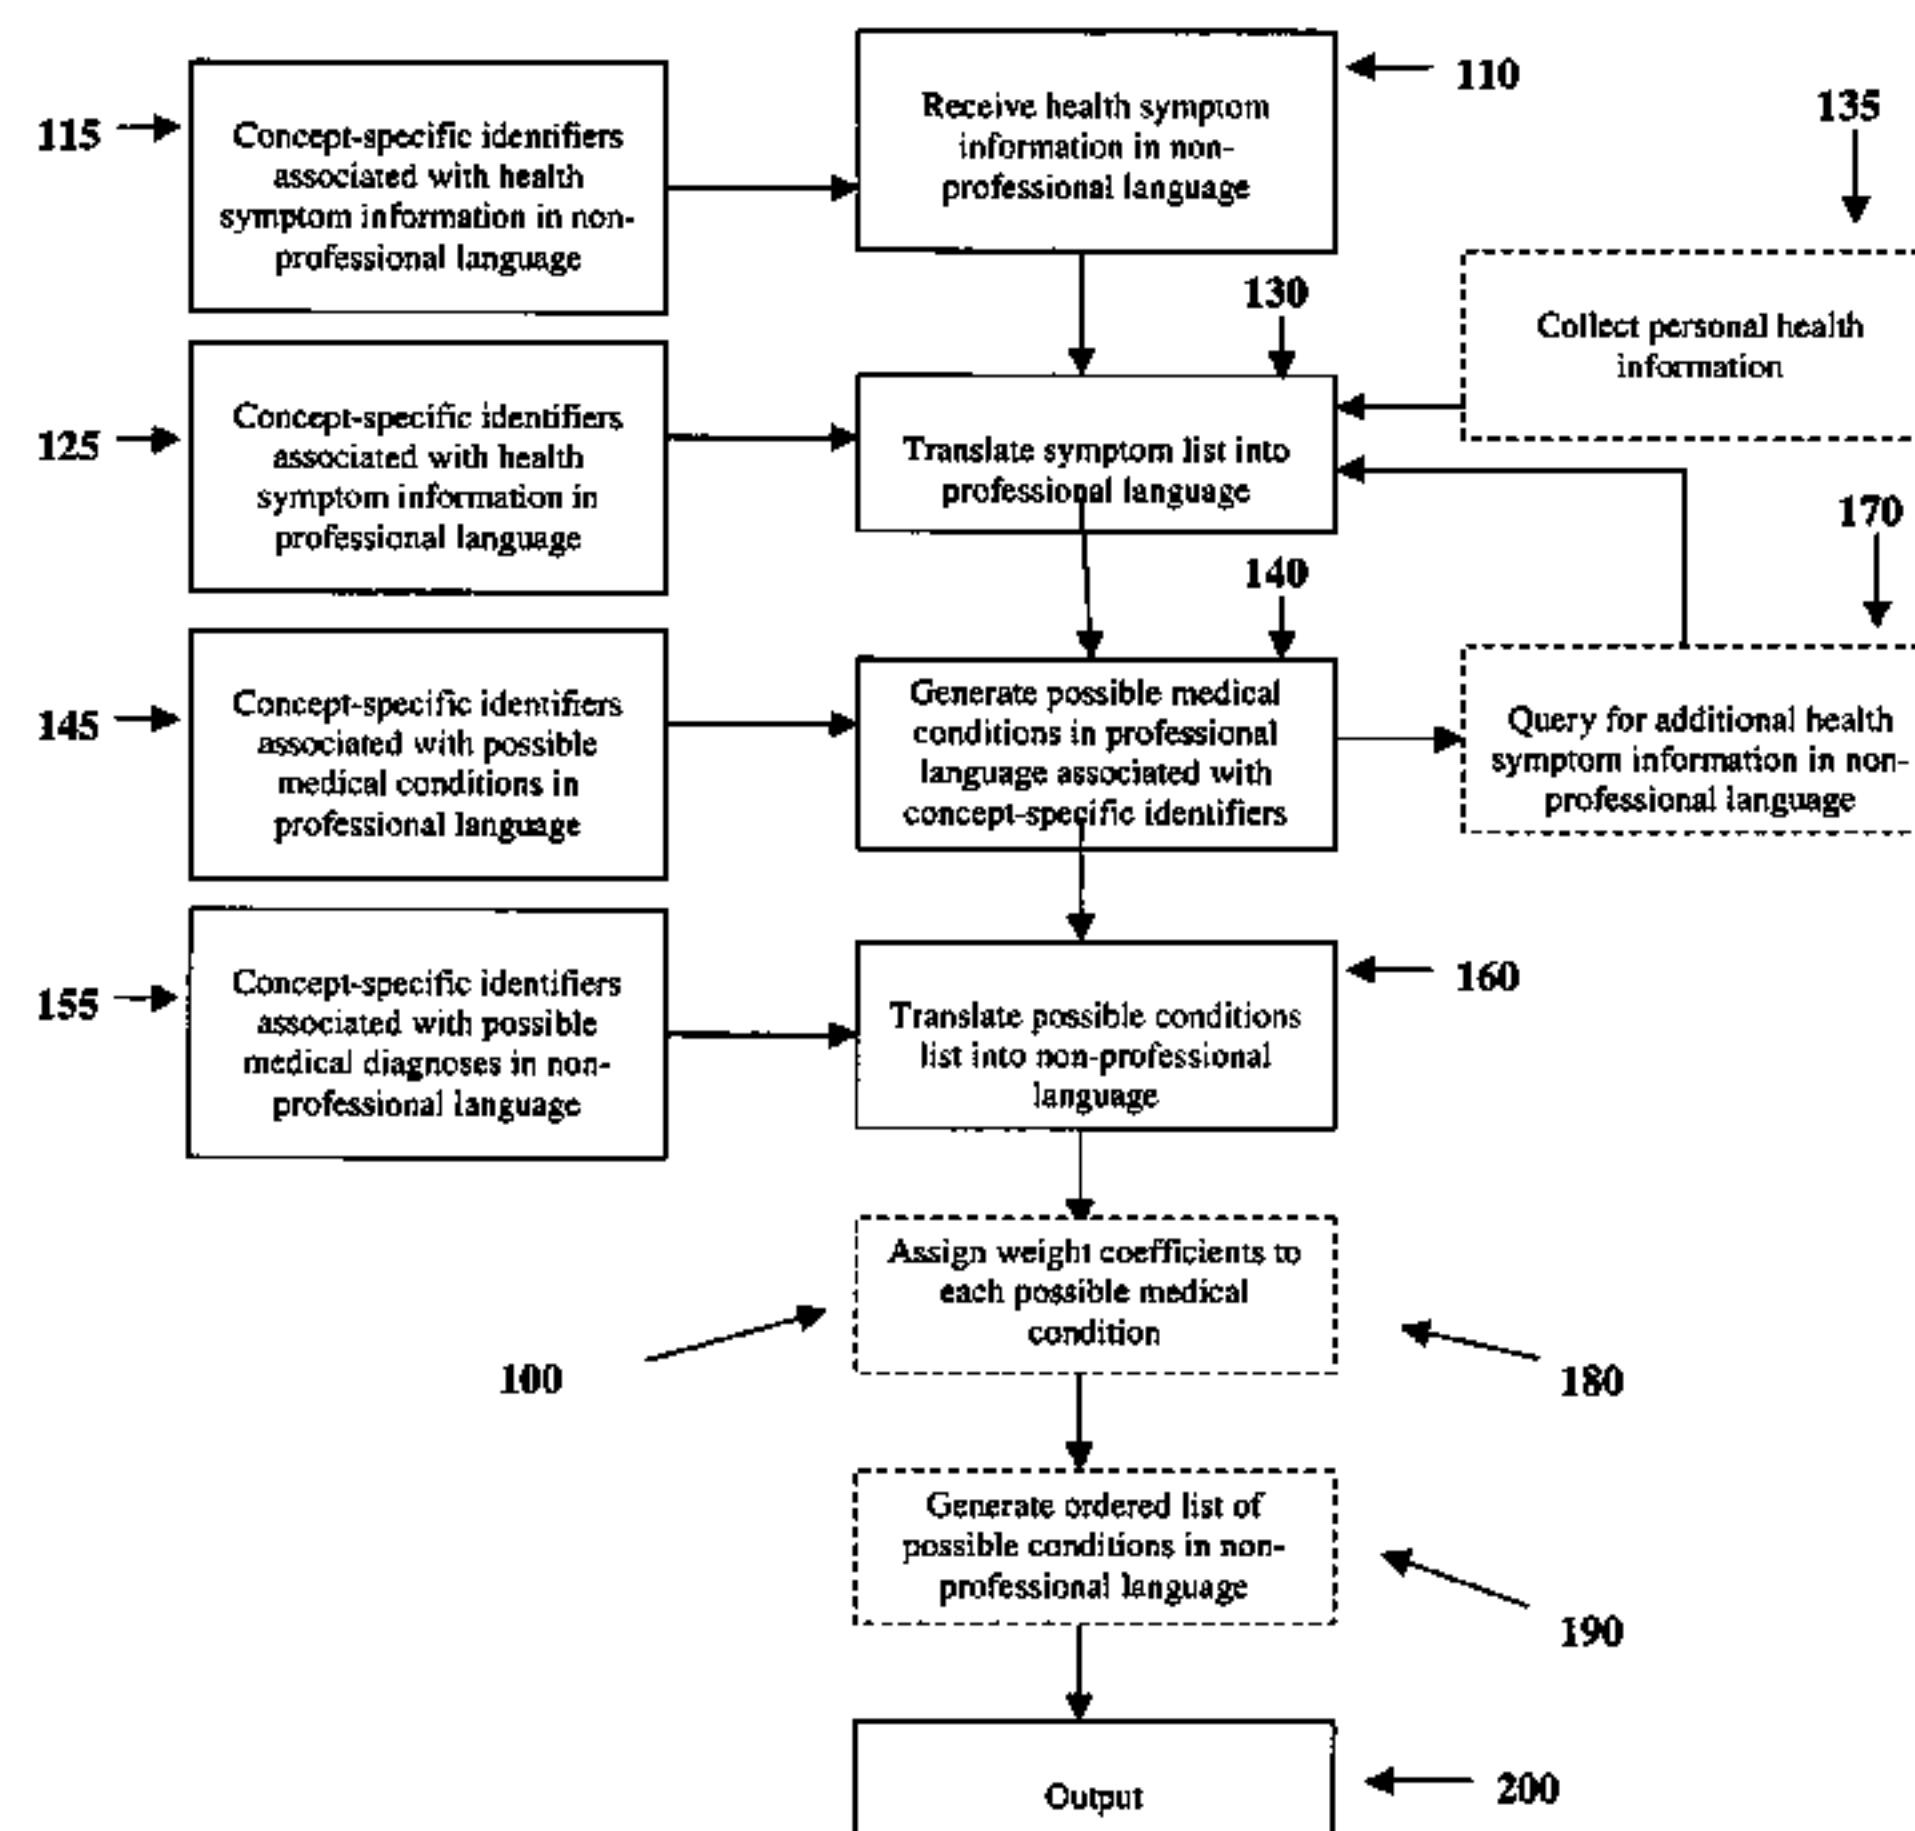 110
Receive health symptom
information in non-
professional language
115
Concept-specific identifiers
associated with health
symptom information in non-
professional language
135
Collect personal health
information
130
Translate symptom list into
professional language
125
Concept-specific identifiers
associated with health
symptom information in
professional language
140
Generate possible medical
conditions in professional
language associated with
concept-specific identifiers
170
Query for additional health
symptom information in non-
professional language
145
Concept-specific identifiers
associated with possible
medical conditions in
professional language
155
Concept-specific identifiers
associated with possible
medical diagnoses in non-
professional language
160
Translate possible conditions
list into non-professional
language
Assign weight coefficients to
each possible medical
condition
100
180
Generate ordered list of
possible conditions in non-
professional language
190
Output
200